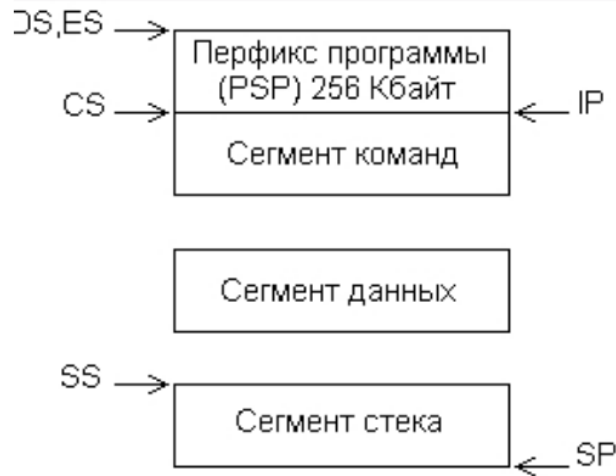 DS,ES
Перфикс программы
(PSP) 256 Кбайт
CS
IP
Сегмент команд
Сегмент данных
SS
Сегмент стека
SP